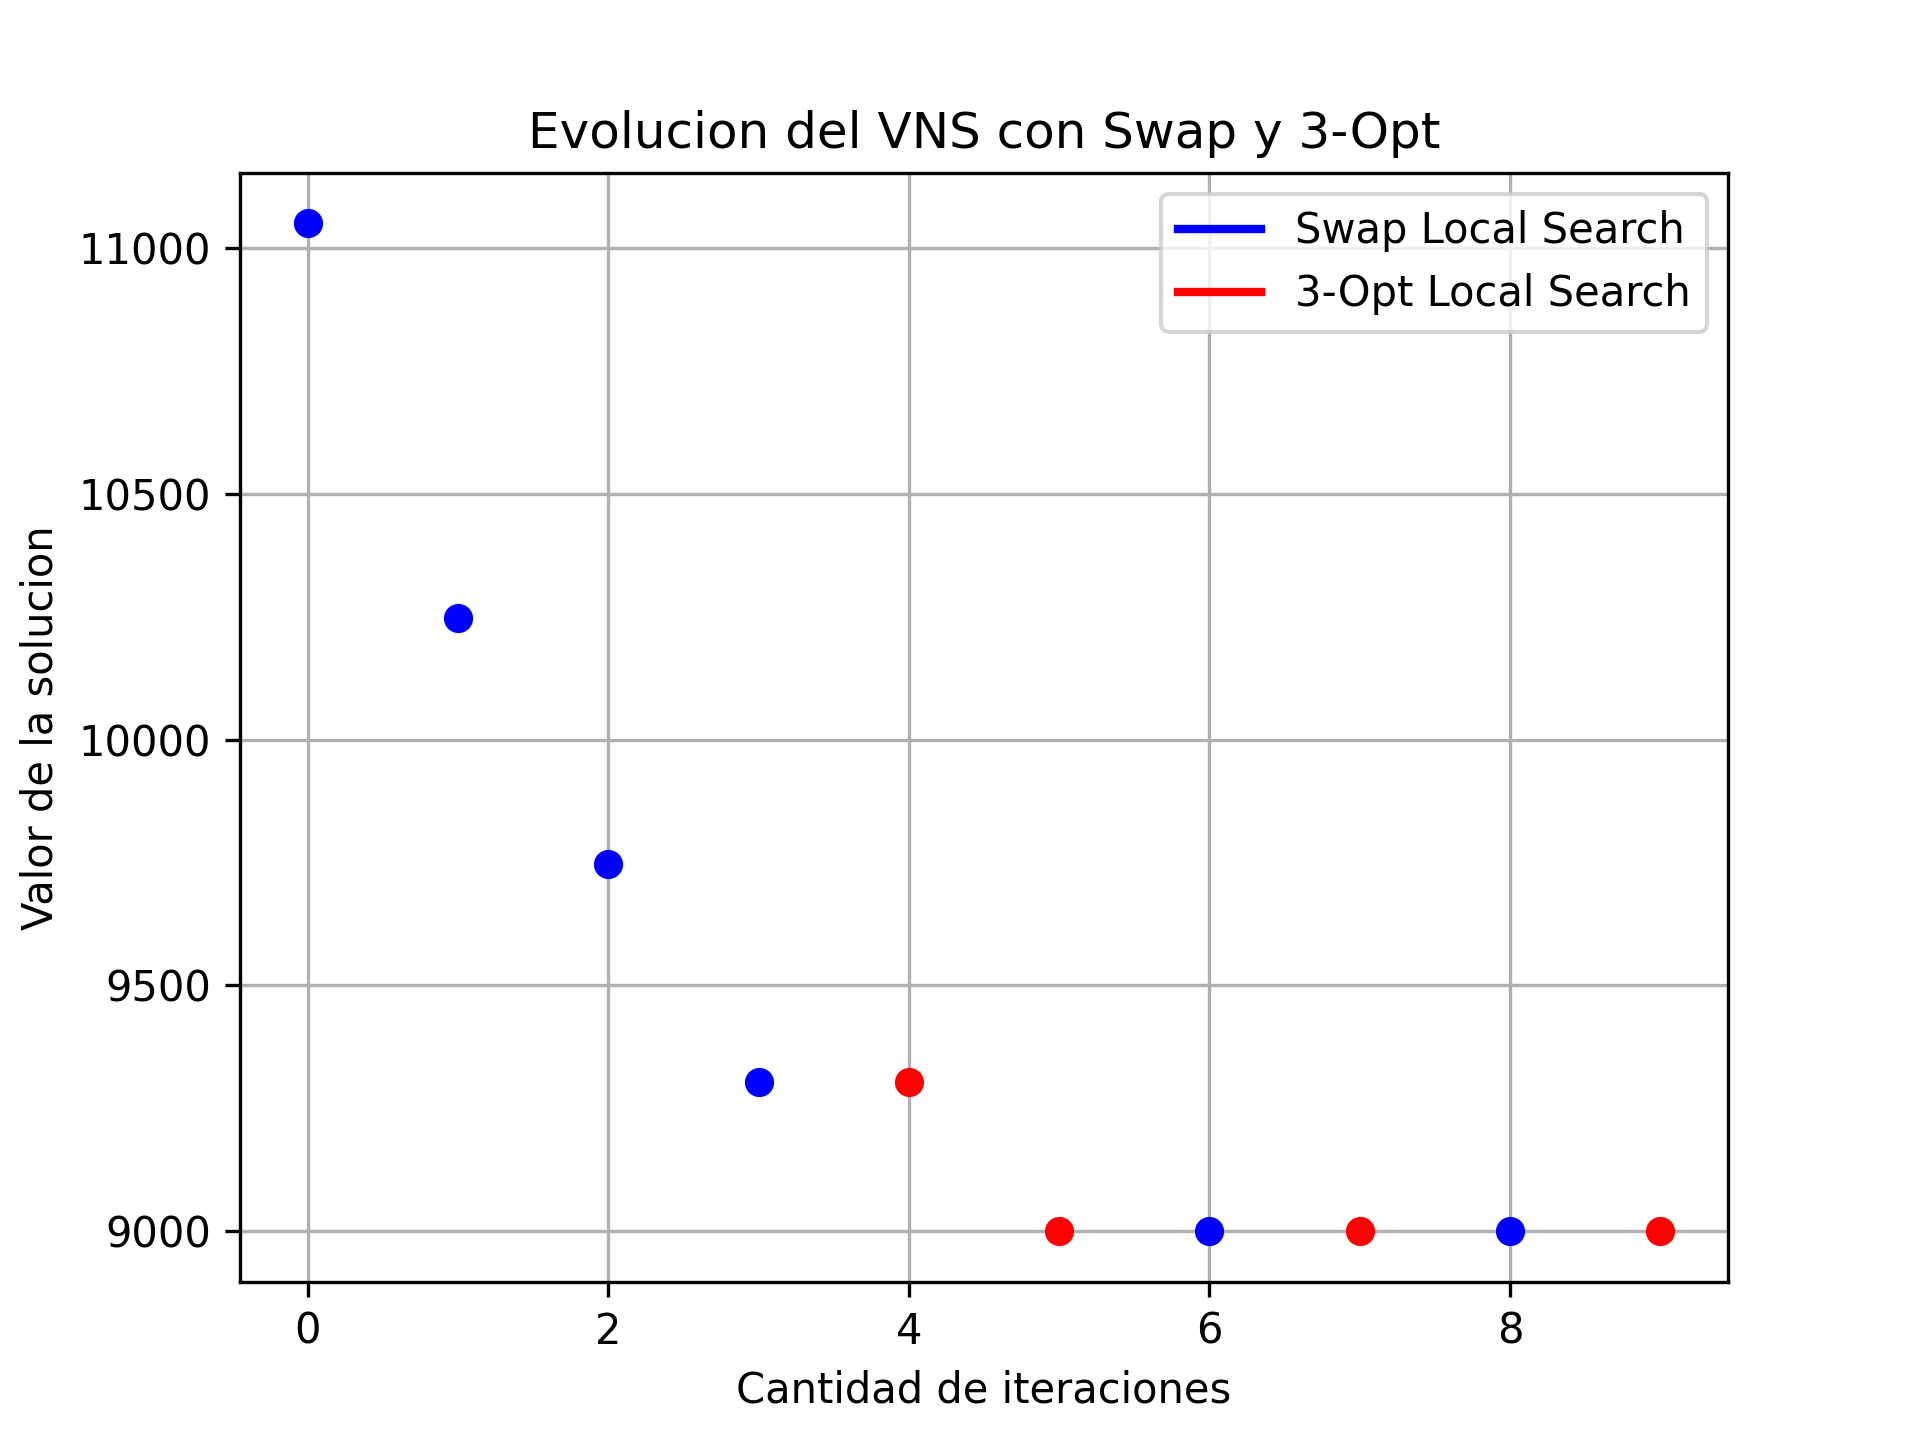 Evolucion del VNS con Swap y 3-Opt
Swap Local Search
3-Opt Local Search
Valor de la solucion
11000
10500
10000
9500
9000
0 2 4 6 8
Cantidad de iteraciones